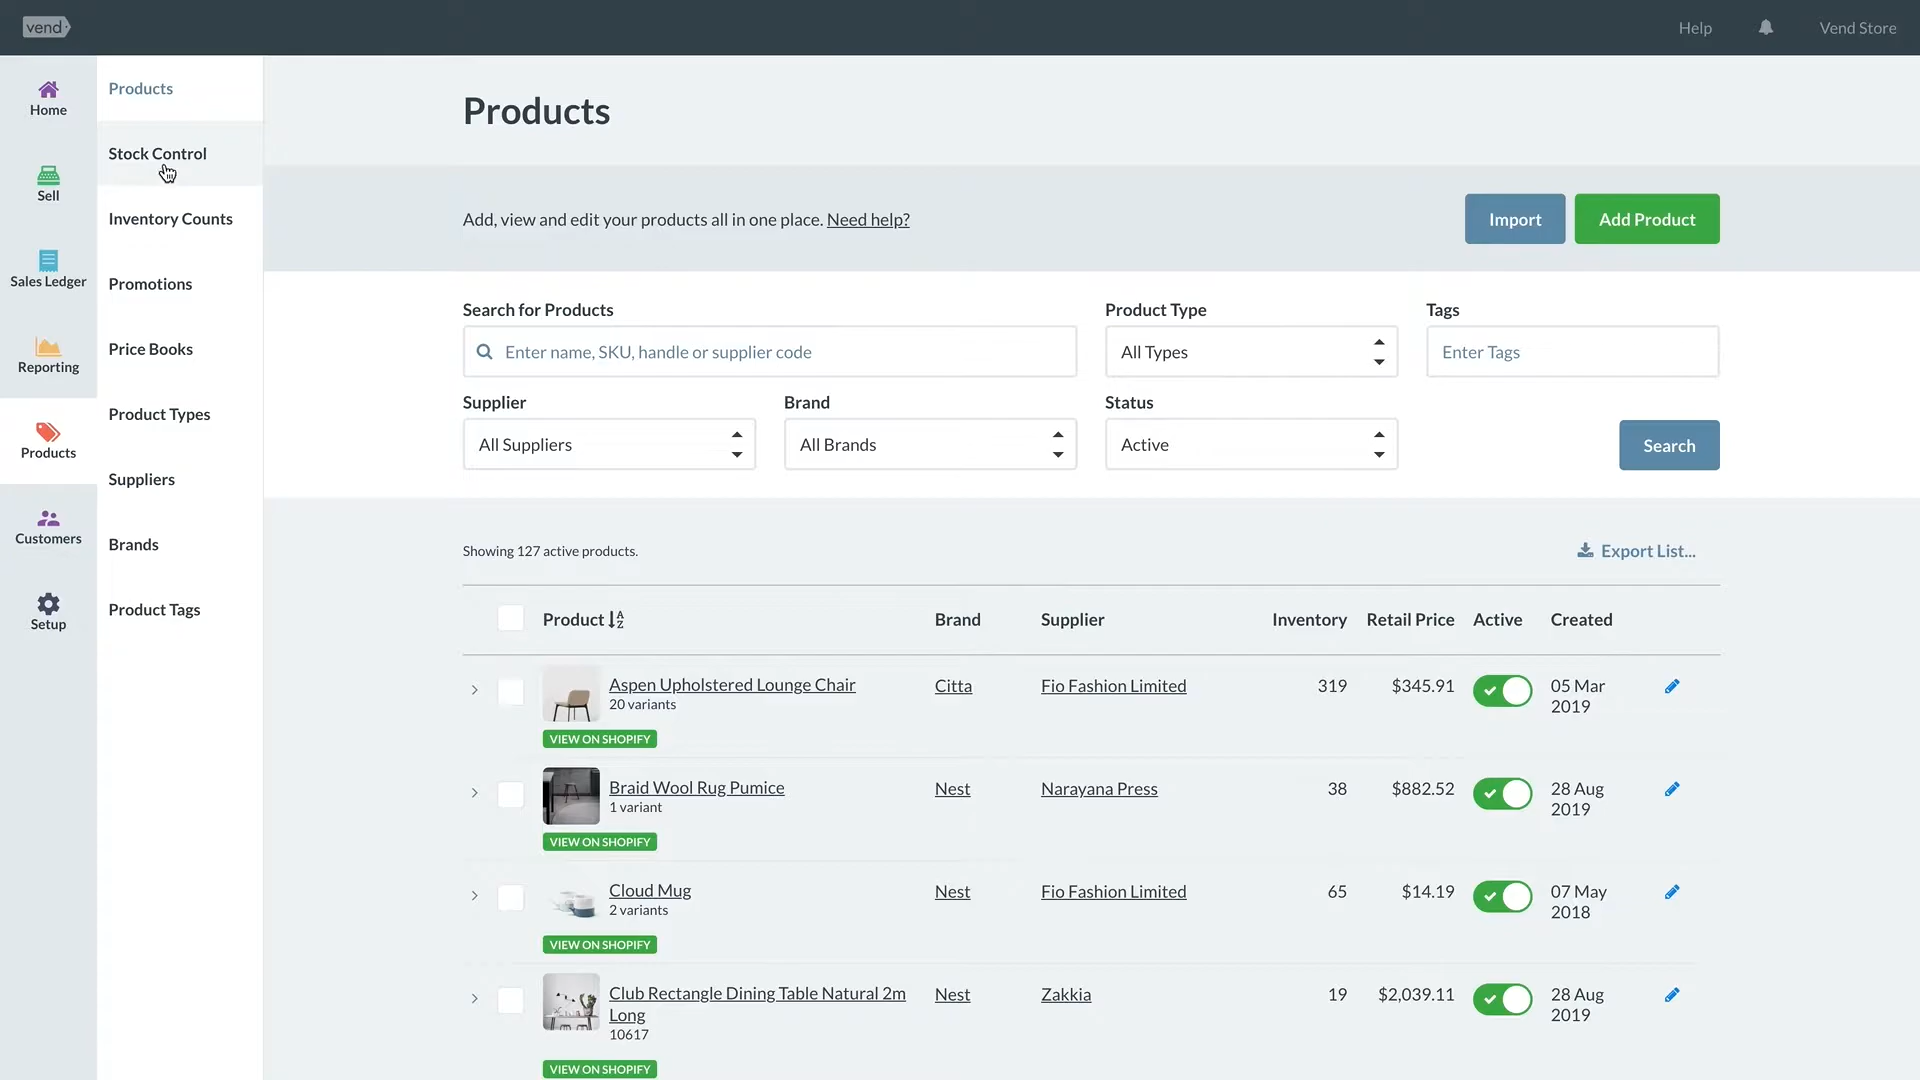 vend
Help
Vend Store
Home
Sell
Sales Ledger
Reporting
Products
Customers
Setup
Products
Stock Control
Inventory Counts
Promotions
Price Books
Product Types
Suppliers
Brands
Product Tags
Products
Add, view and edit your products all in one place. Need help?
Import
Add Product
Search for Products
Enter name, SKU, handle or supplier code
Product Type
All Types
Tags
Enter Tags
Supplier
All Suppliers
Brand
All Brands
Status
Active
Search
Showing 127 active products.
Export List...
Product Brand Supplier Inventory Retail Price Active Created
Aspen Upholstered Lounge Chair Citta Fio Fashion Limited 319 $345.91 05 Mar
20 variants 2019
VIEW ON SHOPIFY
Braid Wool Rug Pumice Nest Narayana Press 38 $882.52 28 Aug
1 variant 2019
VIEW ON SHOPIFY
Cloud Mug Nest Fio Fashion Limited 65 $14.19 07 May
2 variants 2018
VIEW ON SHOPIFY
Club Rectangle Dining Table Natural 2m Nest Zakkia 19 $2,039.11 28 Aug
Long 2019
10617
VIEW ON SHOPIFY